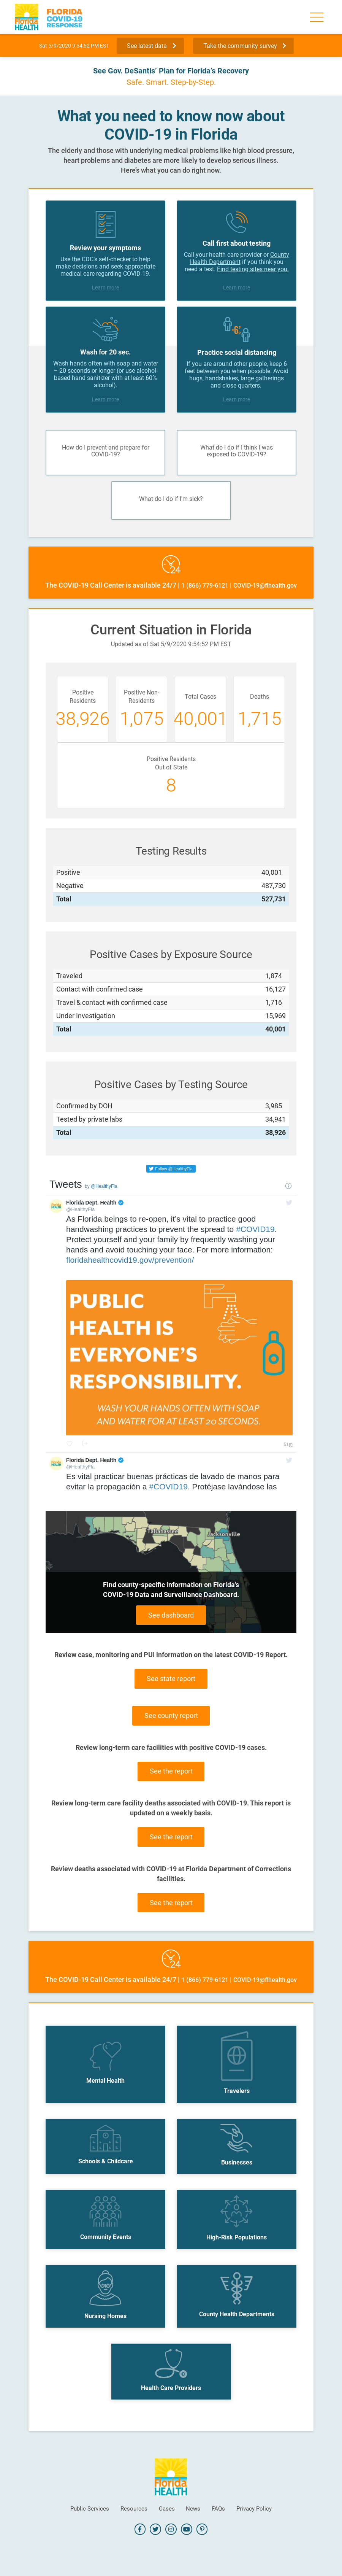 Florida
HEALTH
FLORIDA
COVID-19
RESPONSE
Sat 5/9/2020 9:54:52 PM EST
See latest data
Take the community survey
See Gov. DeSantis' Plan for Florida's Recovery
Safe. Smart. Step-by-Step.
What you need to know now about
COVID-19 in Florida
The elderly and those with underlying medical problems like high blood pressure,
heart problems and diabetes are more likely to develop serious illness.
Here's what you can do right now.
Review your symptoms
Use the CDC's self-checker to help
make decisions and seek appropriate
medical care regarding COVID-19.
Learn more
Call first about testing
Call your health care provider or County
Health Department if you think you
need a test. Find testing sites near you.
Learn more
Wash for 20 sec.
Wash hands often with soap and water
– 20 seconds or longer (or use alcohol-
based hand sanitizer with at least 60%
alcohol).
Learn more
6'
Practice social distancing
If you are around other people, keep 6
feet between you when possible. Avoid
hugs, handshakes, large gatherings
and close quarters.
Learn more
How do I prevent and prepare for
COVID-19?
What do I do if I think I was
exposed to COVID-19?
What do I do if I'm sick?
24
The COVID-19 Call Center is available 24/7 | 1 (866) 779-6121 | COVID-19@flhealth.gov
Current Situation in Florida
Updated as of Sat 5/9/2020 9:54:52 PM EST
Positive
Residents
38,926
Positive Non-
Residents
1,075
Total Cases
40,001
Deaths
1,715
Positive Residents
Out of State
8
Testing Results
Positive 40,001
Negative 487,730
Total 527,731
Positive Cases by Exposure Source
Traveled 1,874
Contact with confirmed case 16,127
Travel & contact with confirmed case 1,716
Under Investigation 15,969
Total 40,001
Positive Cases by Testing Source
Confirmed by DOH 3,985
Tested by private labs 34,941
Total 38,926
Follow @HealthyFla
Tweets by @HealthyFla
Florida Dept. Health
@HealthyFla
As Florida beings to re-open, it's vital to practice good
handwashing practices to prevent the spread to #COVID19.
Protect yourself and your family by frequently washing your
hands and avoid touching your face. For more information:
floridahealthcovid19.gov/prevention/
PUBLIC
HEALTH IS
EVERYONE'S
RESPONSIBILITY.
WASH YOUR HANDS OFTEN WITH SOAP
AND WATER FOR AT LEAST 20 SECONDS.
Florida Dept. Health
@HealthyFla
Es vital practicar buenas prácticas de lavado de manos para
evitar la propagación a #COVID19. Protéjase lavándose las
Tallahassee
Jacksonville
Find county-specific information on Florida's
COVID-19 Data and Surveillance Dashboard.
See dashboard
Review case, monitoring and PUI information on the latest COVID-19 Report.
See state report
See county report
Review long-term care facilities with positive COVID-19 cases.
See the report
Review long-term care facility deaths associated with COVID-19. This report is
updated on a weekly basis.
See the report
Review deaths associated with COVID-19 at Florida Department of Corrections
facilities.
See the report
24
The COVID-19 Call Center is available 24/7 | 1 (866) 779-6121 | COVID-19@flhealth.gov
Mental Health
Travelers
Schools & Childcare
Businesses
Community Events
High-Risk Populations
Nursing Homes
County Health Departments
Health Care Providers
Florida
HEALTH
Public Services Resources Cases News FAQs Privacy Policy